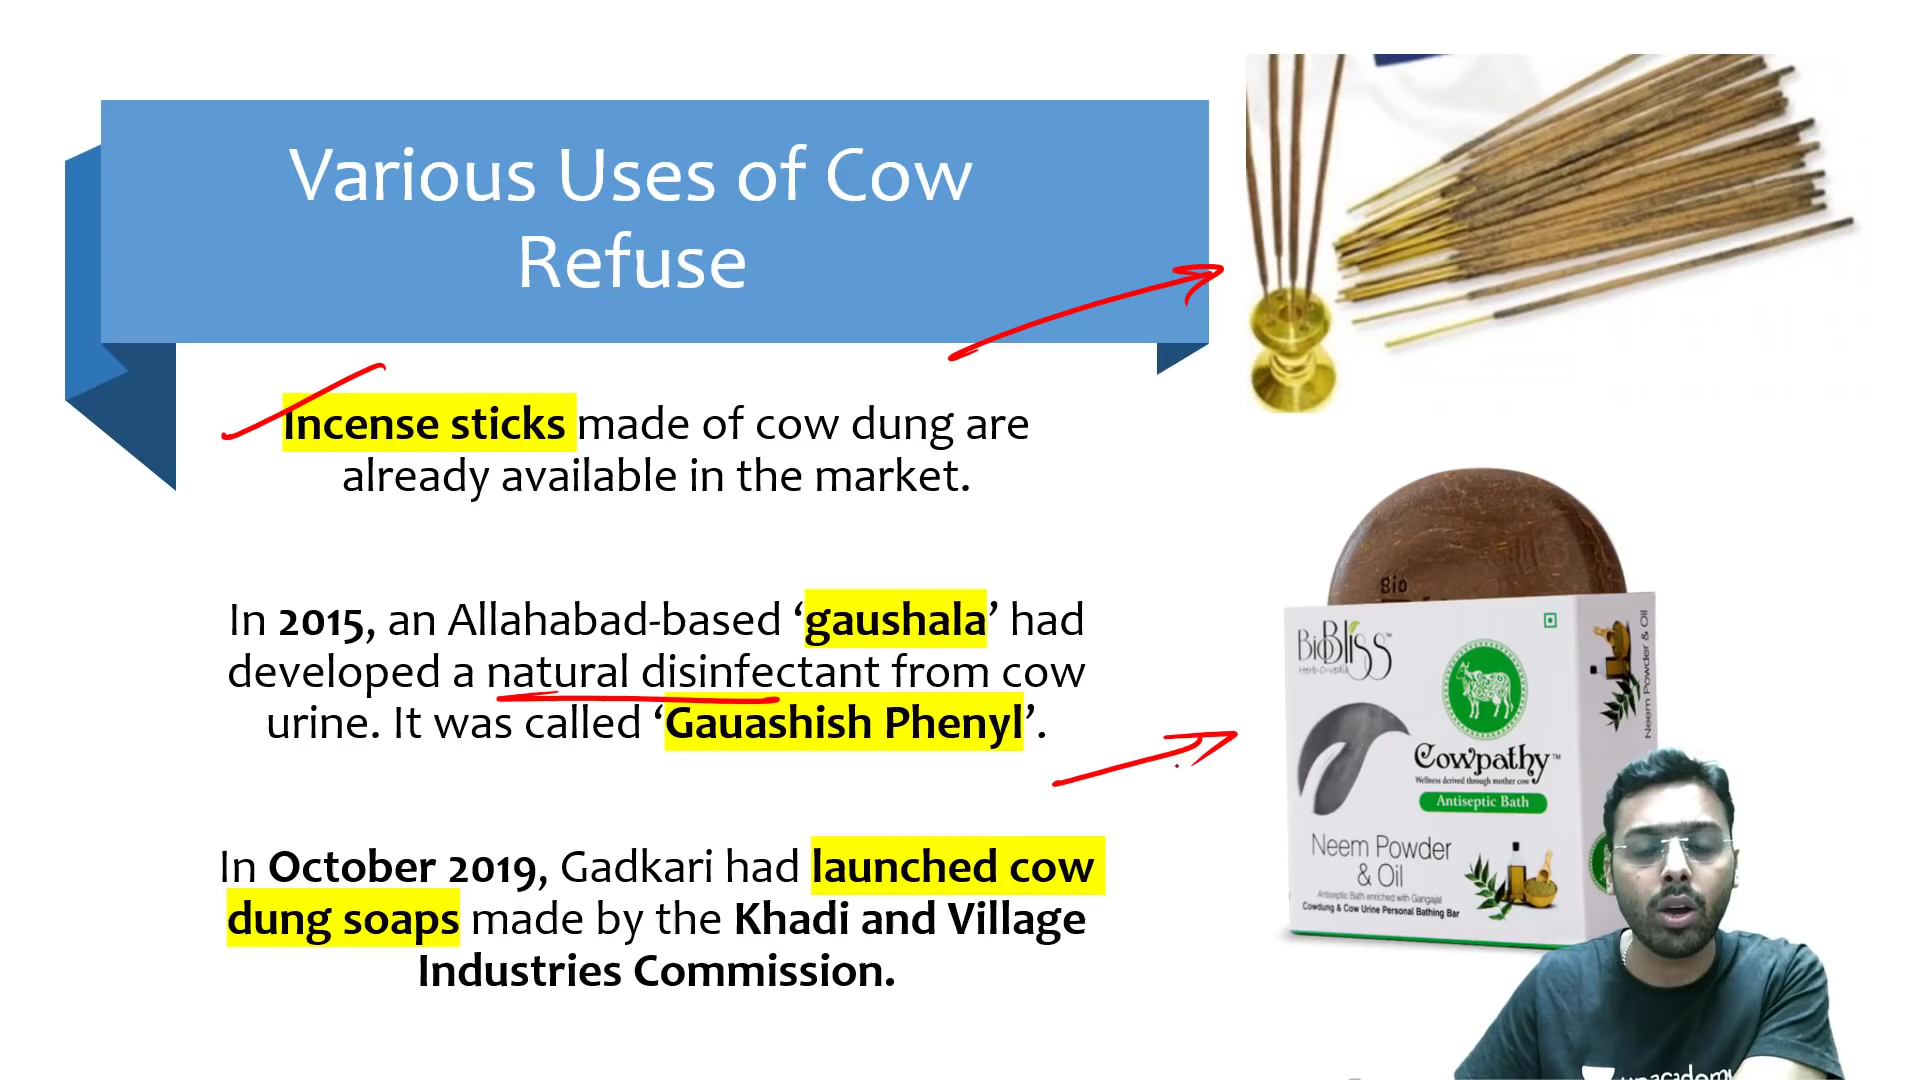 Various Uses of Cow
Refuse
Incense sticks made of cow dung are
already available in the market.
In 2015, an Allahabad-based ‘gaushala’ had
developed a natural disinfectant from cow
urine. It was called ‘Gauashish Phenyl’.
In October 2019, Gadkari had launched cow
dung soaps made by the Khadi and Village
Industries Commission.
Bio
BioBliss™
Herb-O-Veda
Cowpathy™
Wellness derived through mother cow
Antiseptic Bath
Neem Powder
& Oil
Antiseptic Bath enriched with Gangajal
Cowdung & Cow Urine Personal Bathing Bar
Neem Powder & Oil
unacademy